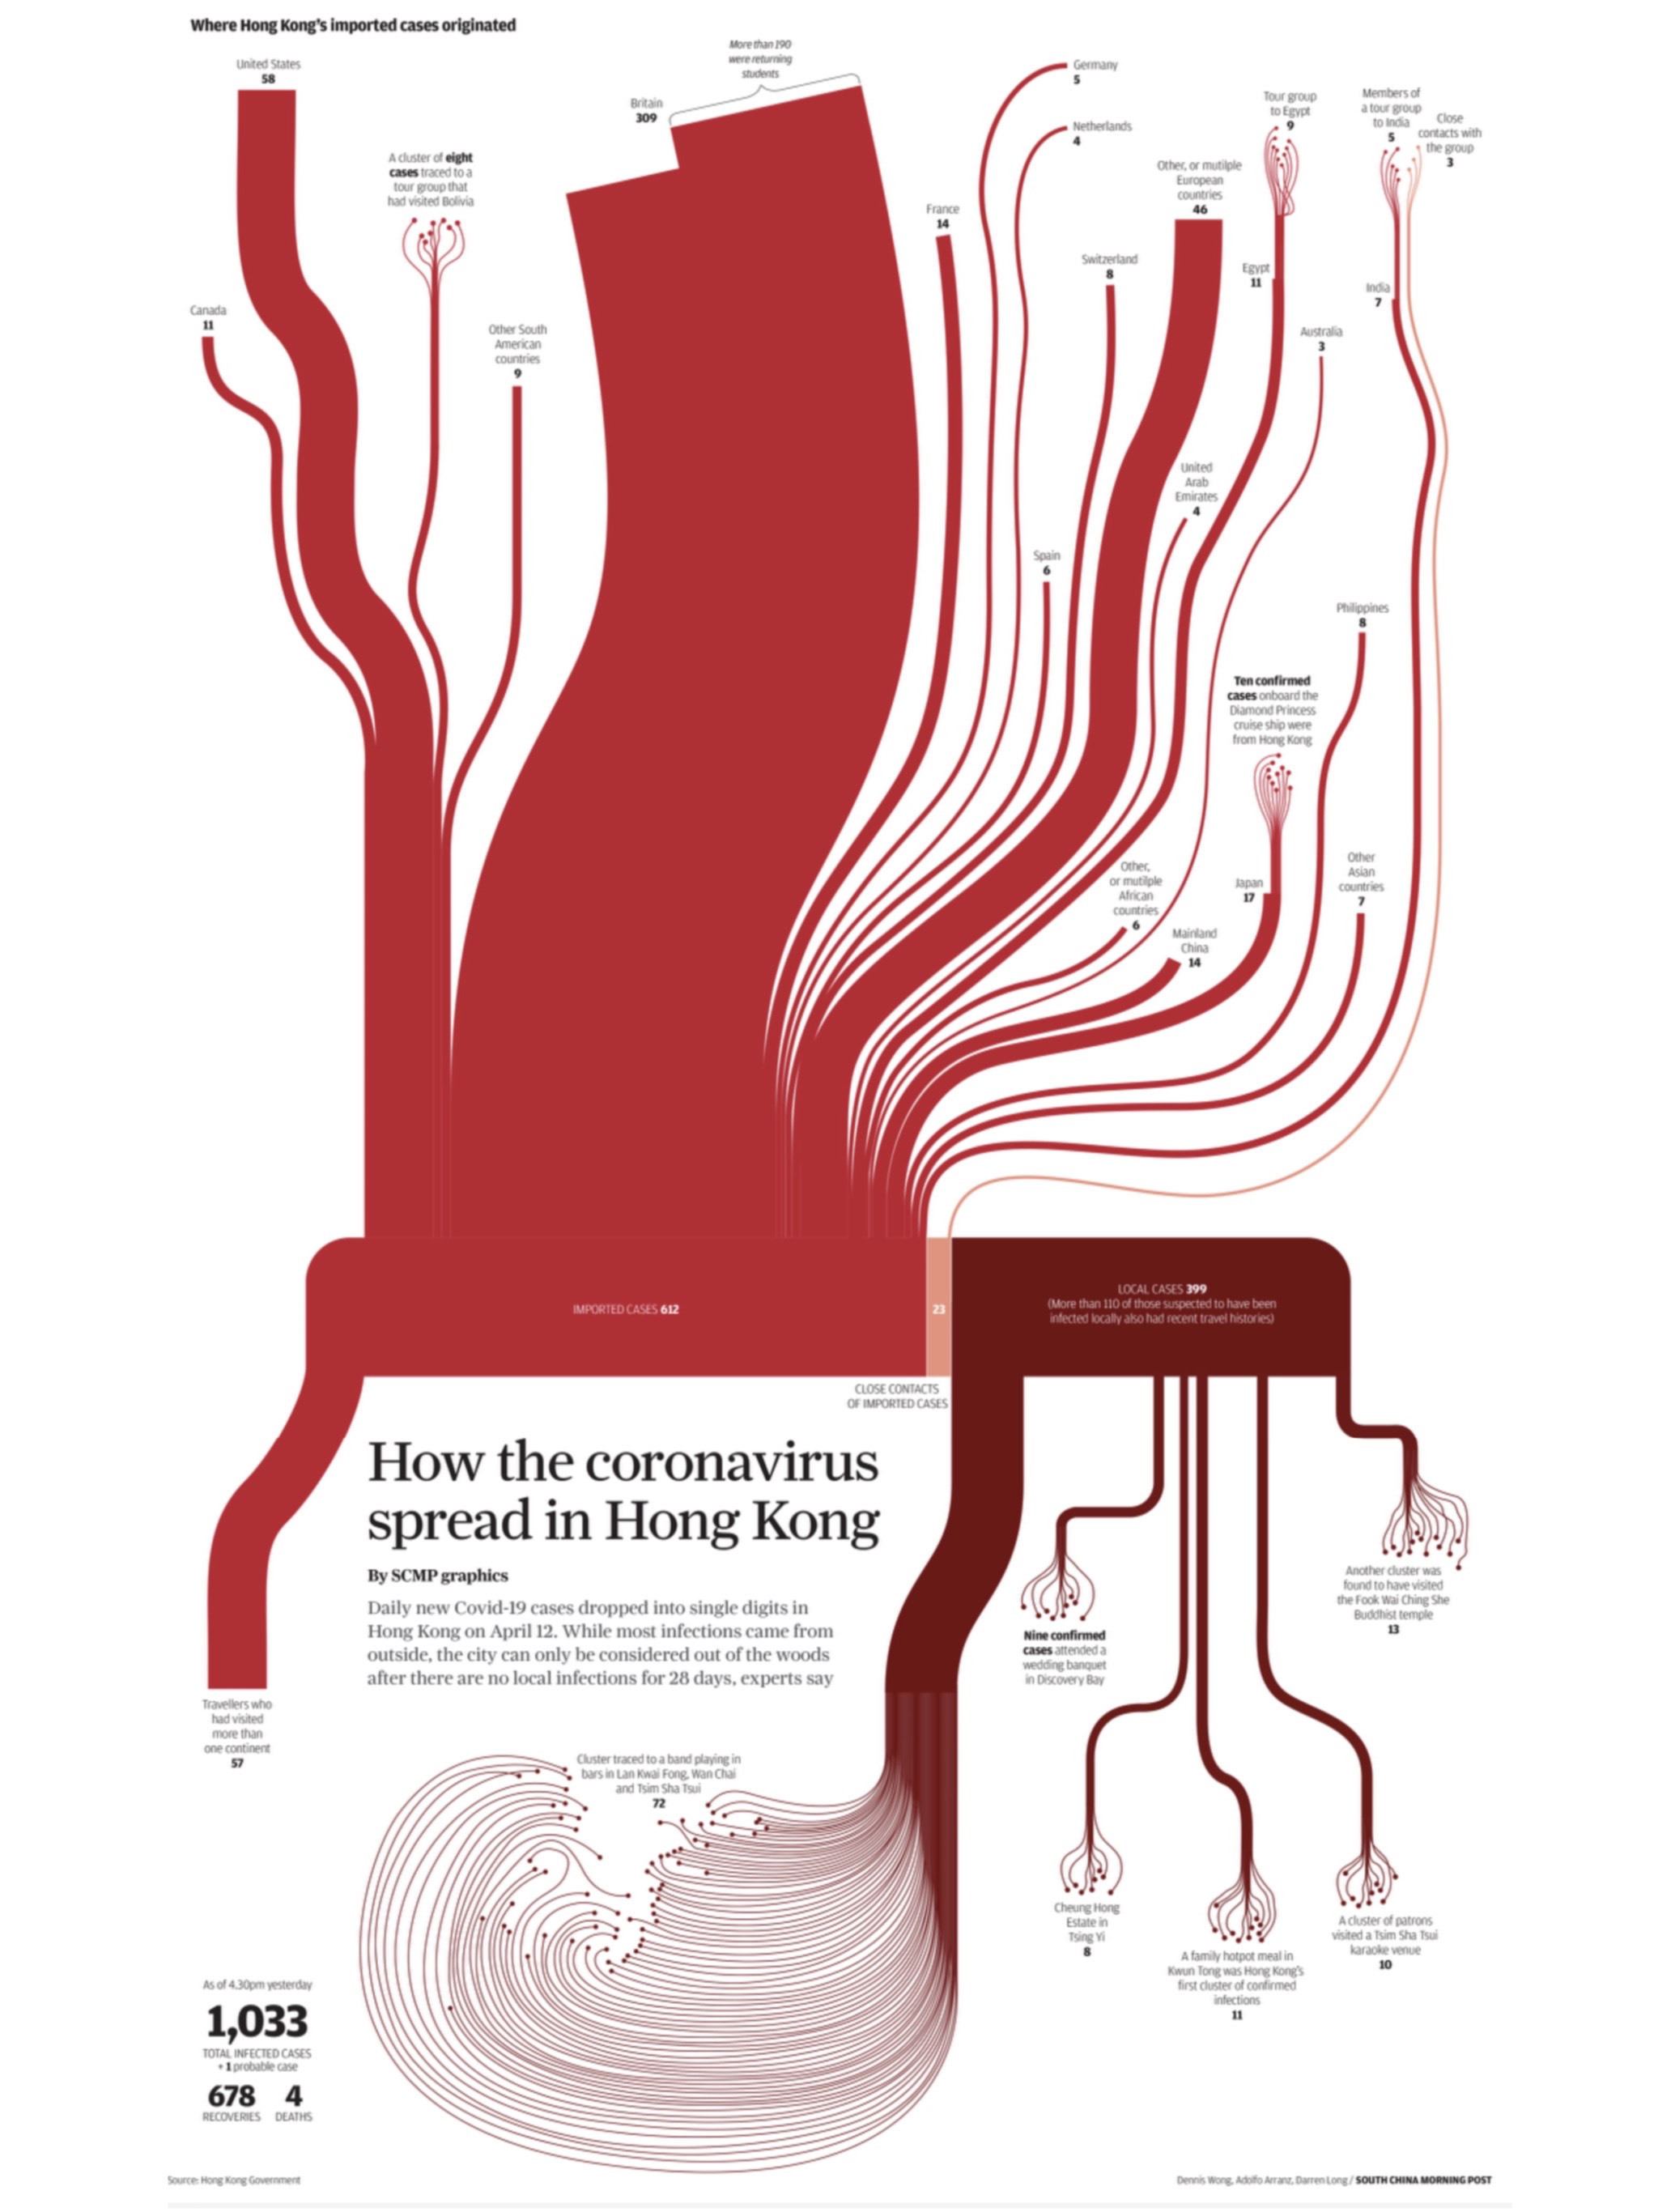 Where Hong Kong's imported cases originated
United States
58
Canada
11
A cluster of eight
cases traced to a
tour group that
had visited Bolivia
Other South
American
countries
9
More than 190
were returning
students
Britain
309
France
14
Germany
5
Netherlands
4
Switzerland
8
Other, or mutilple
European
countries
46
Tour group
to Egypt
9
Egypt
11
Members of
a tour group
to India
5
Close
contacts with
the group
3
India
7
Australia
3
United
Arab
Emirates
4
Spain
6
Philippines
8
Ten confirmed
cases onboard the
Diamond Princess
cruise ship were
from Hong Kong
Japan
17
Other
Asian
countries
7
Other,
or mutilple
African
countries
6
Mainland
China
14
IMPORTED CASES 612
23
CLOSE CONTACTS
OF IMPORTED CASES
LOCAL CASES 399
(More than 110 of those suspected to have been
infected locally also had recent travel histories)
How the coronavirus
spread in Hong Kong
By SCMP graphics
Daily new Covid-19 cases dropped into single digits in
Hong Kong on April 12. While most infections came from
outside, the city can only be considered out of the woods
after there are no local infections for 28 days, experts say
Travellers who
had visited
more than
one continent
57
Nine confirmed
cases attended a
wedding banquet
in Discovery Bay
Another cluster was
found to have visited
the Fook Wai Ching She
Buddhist temple
13
Cluster traced to a band playing in
bars in Lan Kwai Fong, Wan Chai
and Tsim Sha Tsui
72
Cheung Hong
Estate in
Tsing Yi
8
A family hotpot meal in
Kwun Tong was Hong Kong's
first cluster of confirmed
infections
11
A cluster of patrons
visited a Tsim Sha Tsui
karaoke venue
10
As of 4.30pm yesterday
1,033
TOTAL INFECTED CASES
+ 1 probable case
678 4
RECOVERIES DEATHS
Source: Hong Kong Government
Dennis Wong, Adolfo Arranz, Darren Long / SOUTH CHINA MORNING POST